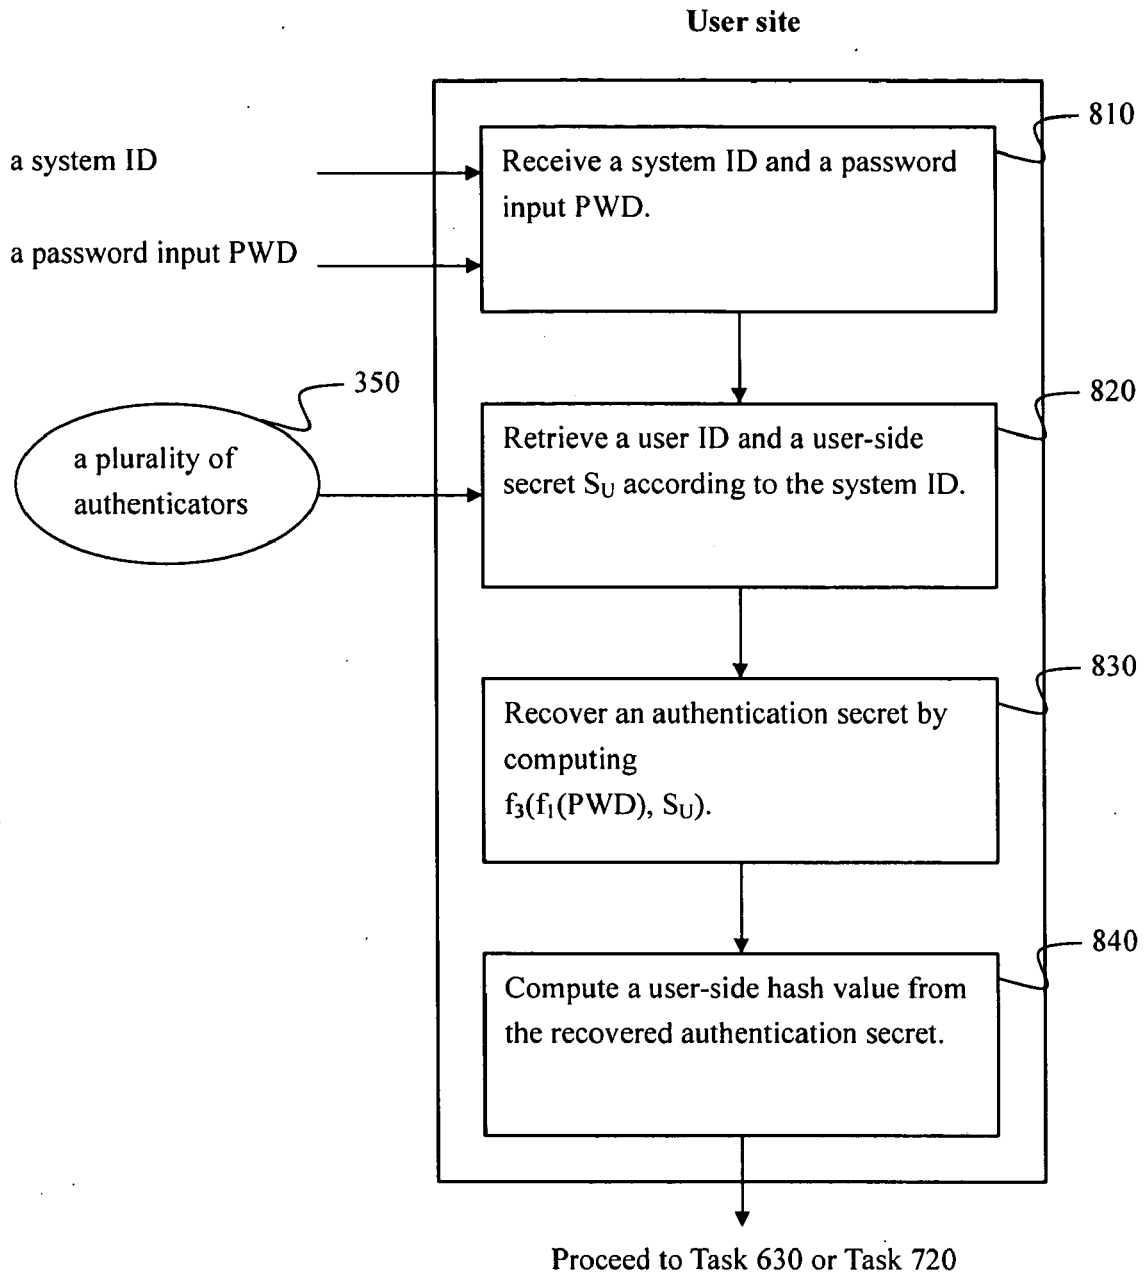 User site
810
a system ID
Receive a system ID and a password
input PWD.
a password input PWD
350
820
a plurality of
authenticators
Retrieve a user ID and a user-side
secret S_U according to the system ID.
830
Recover an authentication secret by
computing
f₃(f₁(PWD), S_U).
840
Compute a user-side hash value from
the recovered authentication secret.
Proceed to Task 630 or Task 720